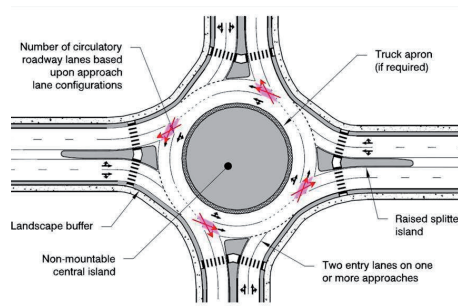 Number of circulatory
roadway lanes based
upon approach
lane configurations
Truck apron
(if required)
Landscape buffer
Non-mountable
central island
Raised splitte
island
Two entry lanes on one
or more approaches